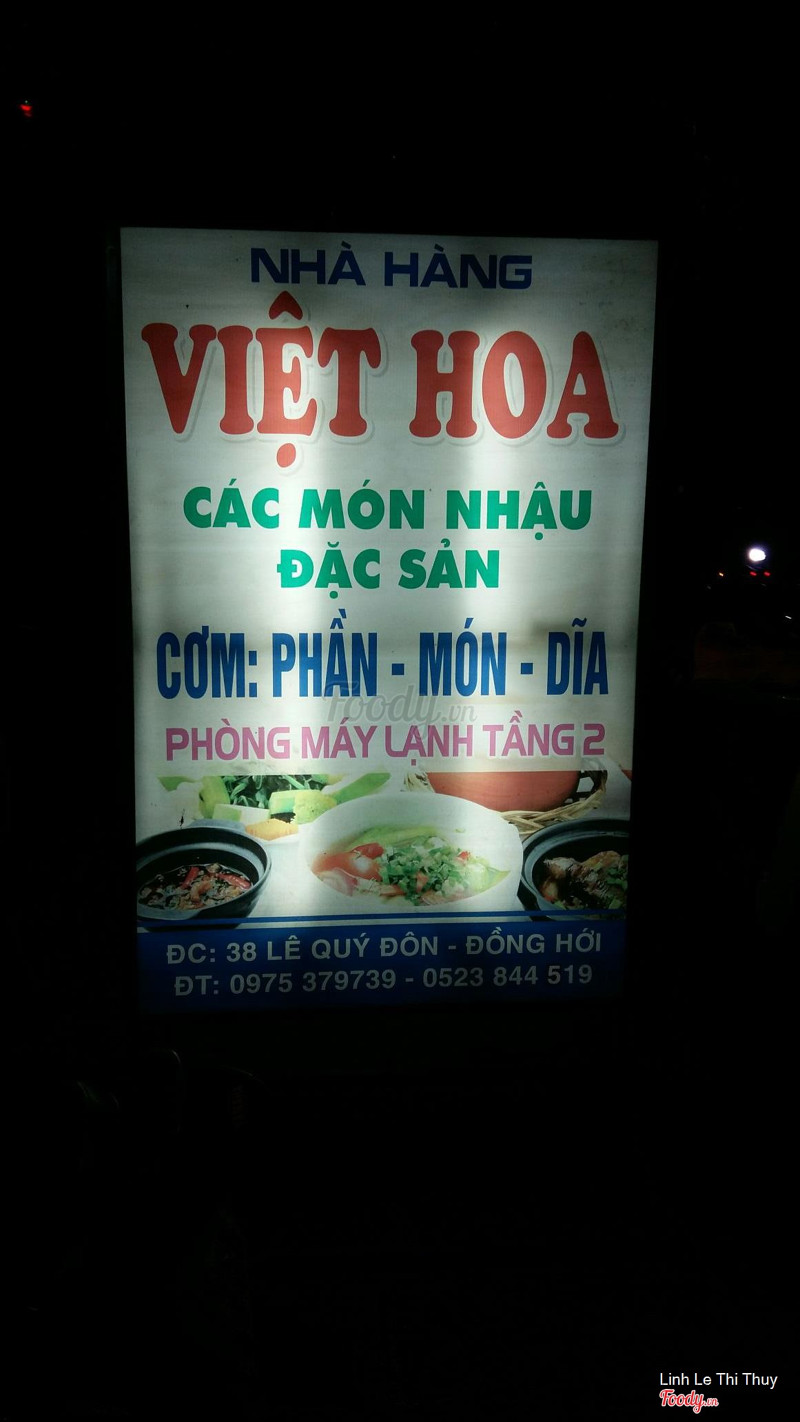 NHÀ HÀNG
VIỆT HOA
CÁC MÓN NHẬU
ĐẶC SẢN
CƠM: PHẦN - MÓN - DĨA
Foody.vn
PHÒNG MÁY LẠNH TẦNG 2
ĐC: 38 LÊ QUÝ ĐÔN - ĐỒNG HỚI
ĐT: 0975 379739 - 0523 844 519
Linh Le Thi Thuy
Foody.vn